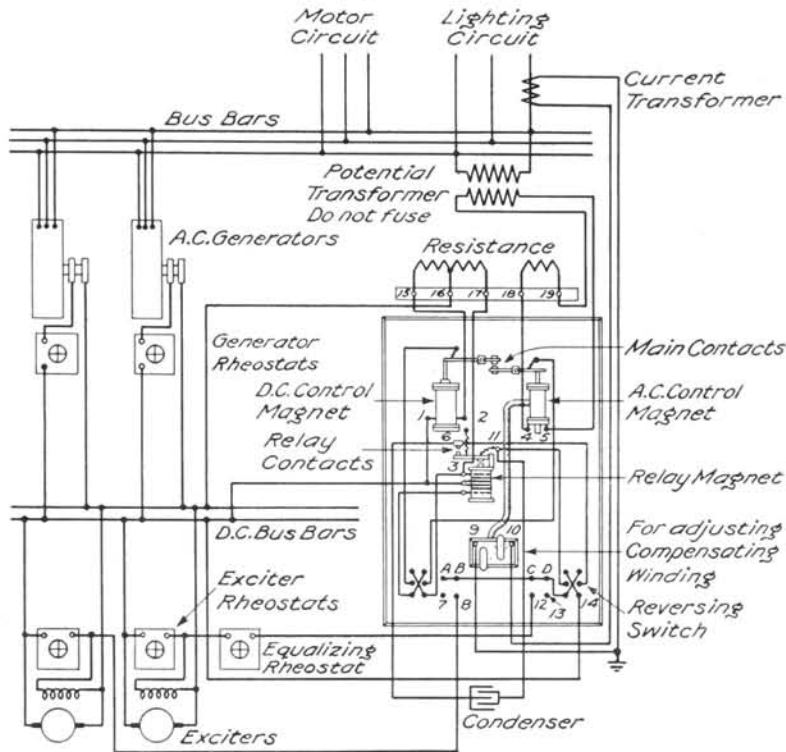 Motor
Circuit
Lighting
Circuit
Current
Transformer
Bus Bars
Potential
Transformer
Do not fuse
A.C. Generators
Resistance
15 16 17 18 19
Generator
Rheostats
Main Contacts
D.C. Control
Magnet
A.C. Control
Magnet
1 2
4 5
6 11
Relay
Contacts
3
Relay Magnet
D.C. Bus Bars
9 10
For adjusting
Compensating
Winding
A B C D
Exciter
Rheostats
7 8 12 13 14
Reversing
Switch
Equalizing
Rheostat
Condenser
Exciters